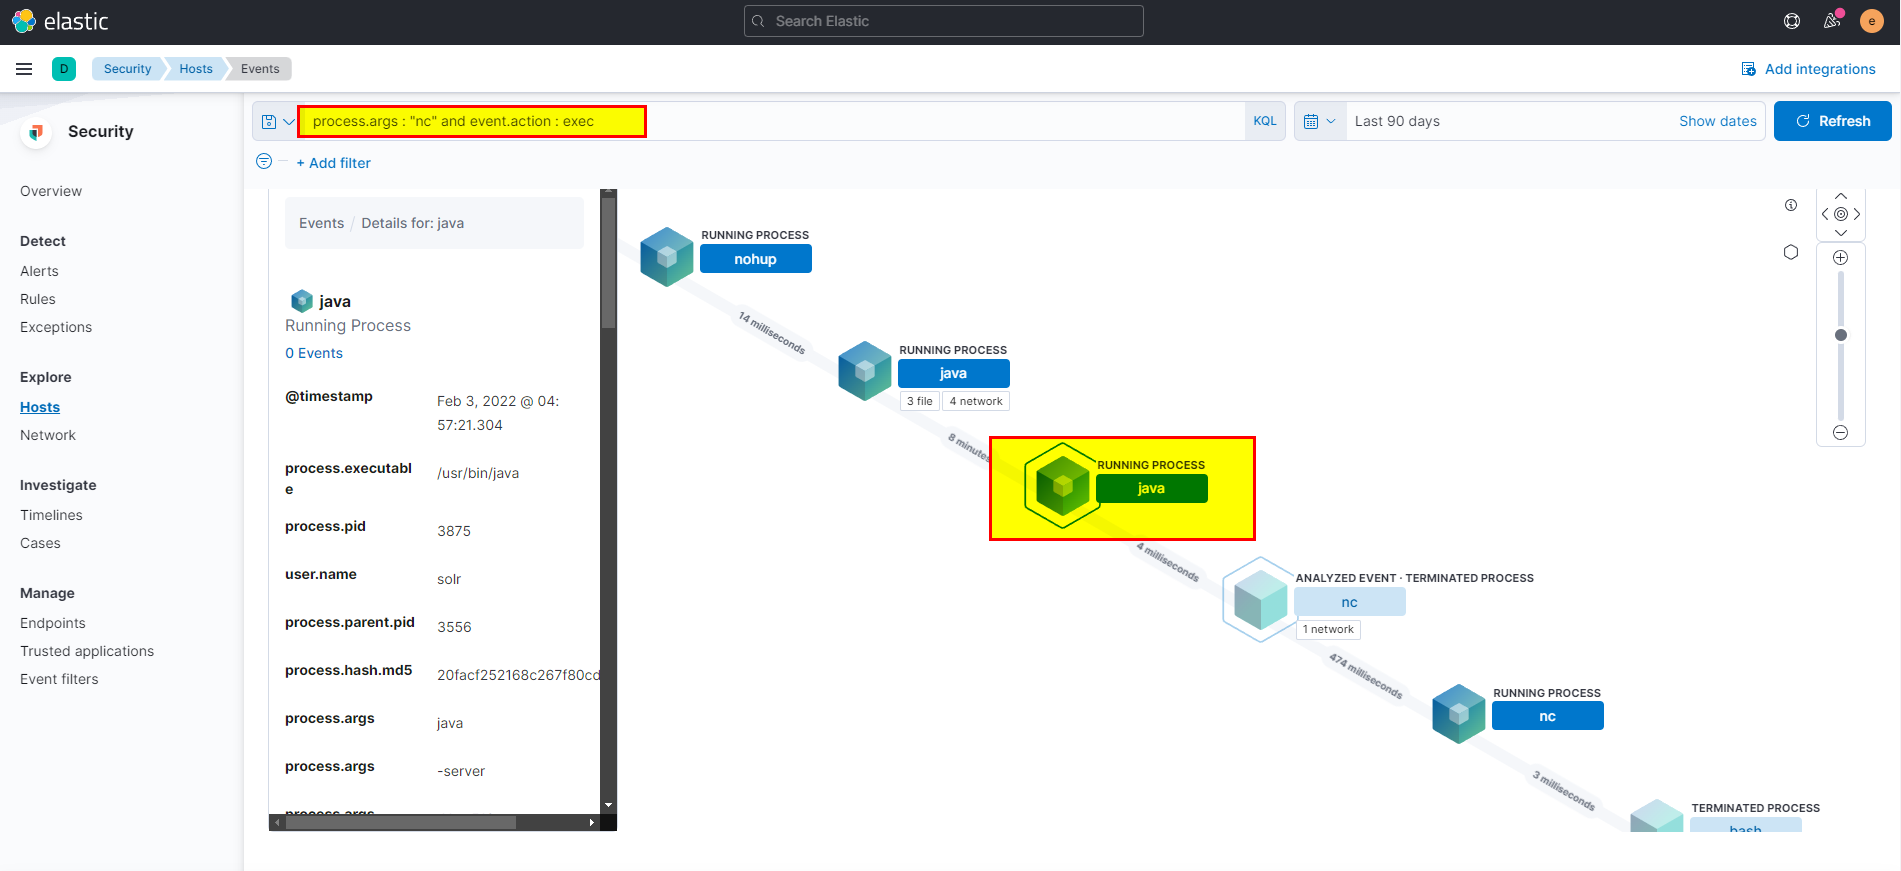 elastic
Search Elastic
e
D
Security
Hosts
Events
Add integrations
Security
process.args : "nc" and event.action : exec
KQL
Last 90 days
Show dates
Refresh
+ Add filter
Overview
Detect
Alerts
Rules
Exceptions
Explore
Hosts
Network
Investigate
Timelines
Cases
Manage
Endpoints
Trusted applications
Event filters
Events / Details for: java
java
Running Process
0 Events
@timestamp
Feb 3, 2022 @ 04:
57:21.304
process.executabl
e
/usr/bin/java
process.pid
3875
user.name
solr
process.parent.pid
3556
process.hash.md5
20facf252168c267f80cd
process.args
java
process.args
-server
process.args
RUNNING PROCESS
nohup
14 milliseconds
RUNNING PROCESS
java
3 file
4 network
8 minutes
RUNNING PROCESS
java
4 milliseconds
ANALYZED EVENT · TERMINATED PROCESS
nc
1 network
474 milliseconds
RUNNING PROCESS
nc
3 milliseconds
TERMINATED PROCESS
bash